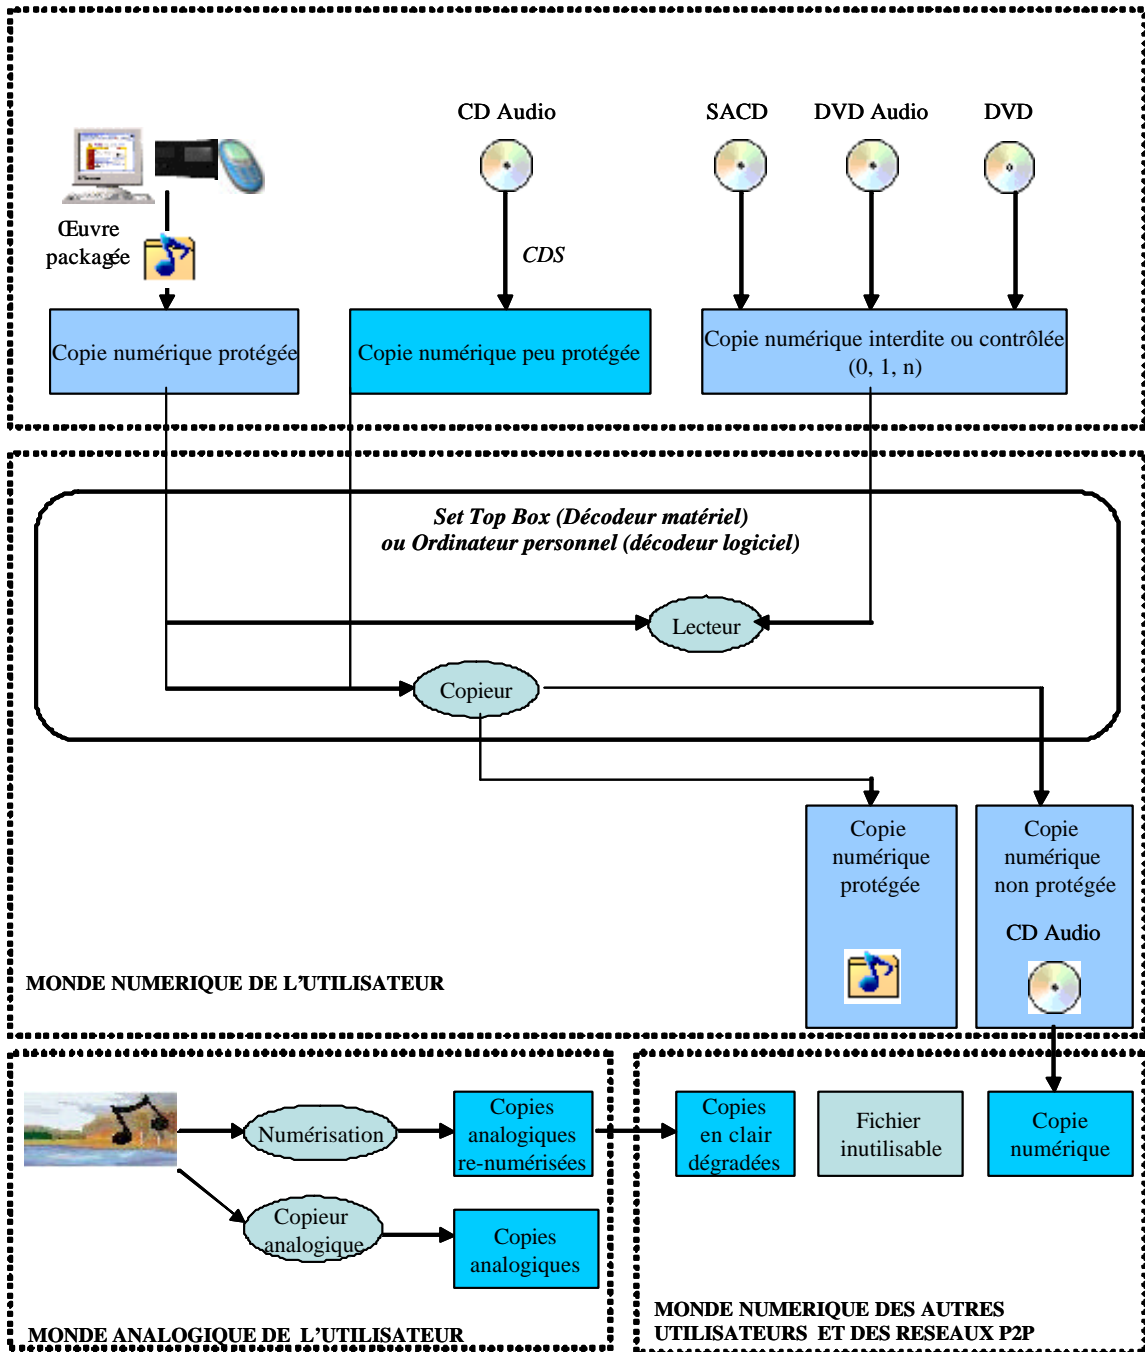 CD Audio
SACD
DVD Audio
DVD
Œuvre
packagée
CDS
Copie numérique protégée
Copie numérique peu protégée
Copie numérique interdite ou contrôlée
(0, 1, n)
Set Top Box (Décodeur matériel)
ou Ordinateur personnel (décodeur logiciel)
Lecteur
Copieur
Copie
numérique
protégée
Copie
numérique
non protégée
CD Audio
MONDE NUMERIQUE DE L'UTILISATEUR
Numérisation
Copies
analogiques
re-numérisées
Copies
en clair
dégradées
Fichier
inutilisable
Copie
numérique
Copieur
analogique
Copies
analogiques
MONDE ANALOGIQUE DE L'UTILISATEUR
MONDE NUMERIQUE DES AUTRES
UTILISATEURS ET DES RESEAUX P2P